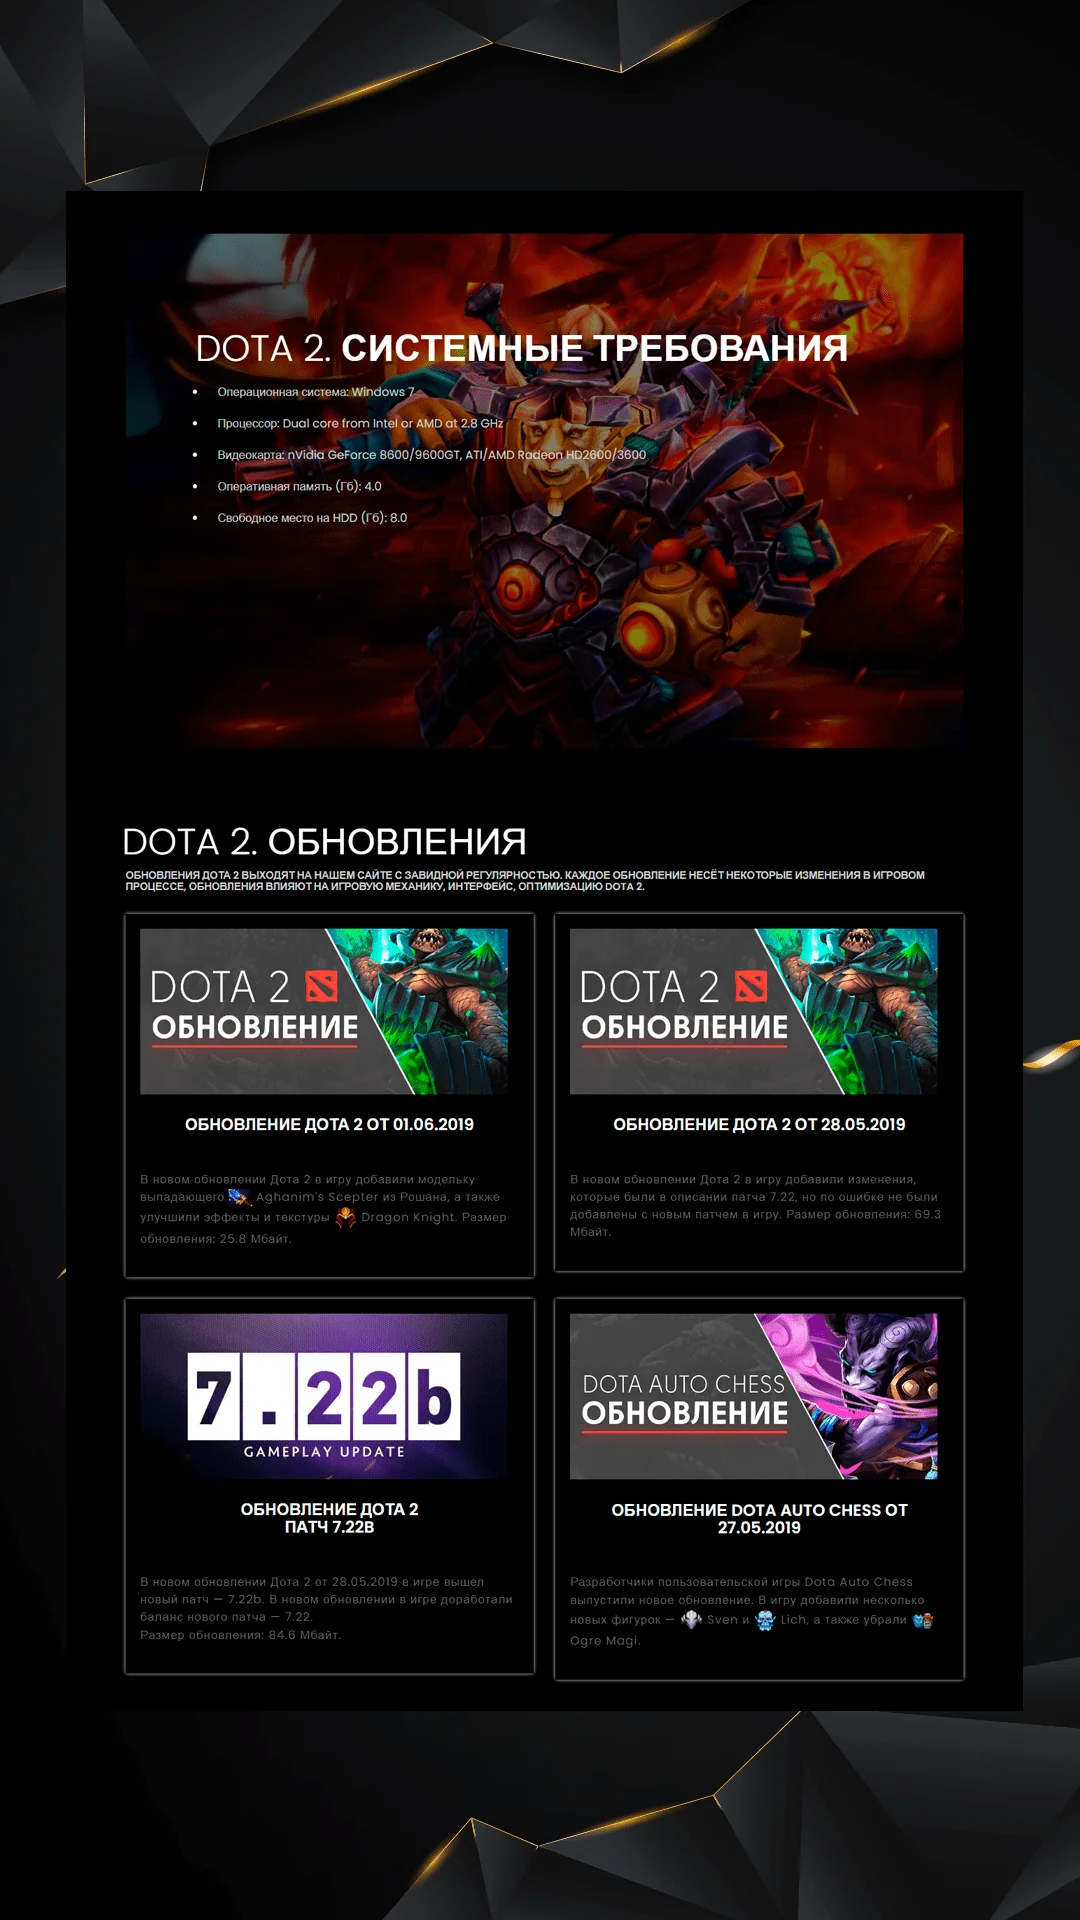 DOTA 2. СИСТЕМНЫЕ ТРЕБОВАНИЯ
• Операционная система: Windows 7
• Процессор: Dual core from Intel or AMD at 2.8 GHz
• Видеокарта: nVidia GeForce 8600/9600GT, ATI/AMD Radeon HD2600/3600
• Оперативная память (Гб): 4.0
• Свободное место на HDD (Гб): 8.0
DOTA 2. ОБНОВЛЕНИЯ
ОБНОВЛЕНИЯ ДОТА 2 ВЫХОДЯТ НА НАШЕМ САЙТЕ С ЗАВИДНОЙ РЕГУЛЯРНОСТЬЮ. КАЖДОЕ ОБНОВЛЕНИЕ НЕСЁТ НЕКОТОРЫЕ ИЗМЕНЕНИЯ В ИГРОВОМ
ПРОЦЕССЕ, ОБНОВЛЕНИЯ ВЛИЯЮТ НА ИГРОВУЮ МЕХАНИКУ, ИНТЕРФЕЙС, ОПТИМИЗАЦИЮ DOTA 2.
DOTA 2
ОБНОВЛЕНИЕ
ОБНОВЛЕНИЕ ДОТА 2 ОТ 01.06.2019
В новом обновлении Дота 2 в игру добавили модельку
выпадающего Aghanim's Scepter из Рошана, а также
улучшили эффекты и текстуры Dragon Knight. Размер
обновления: 25.8 Мбайт.
DOTA 2
ОБНОВЛЕНИЕ
ОБНОВЛЕНИЕ ДОТА 2 ОТ 28.05.2019
В новом обновлении Дота 2 в игру добавили изменения,
которые были в описании патча 7.22, но по ошибке не были
добавлены с новым патчем в игру. Размер обновления: 69.3
Мбайт.
7.22b
GAMEPLAY UPDATE
ОБНОВЛЕНИЕ ДОТА 2
ПАТЧ 7.22B
В новом обновлении Дота 2 от 28.05.2019 в игре вышел
новый патч — 7.22b. В новом обновлении в игре доработали
баланс нового патча — 7.22.
Размер обновления: 84.6 Мбайт.
DOTA AUTO CHESS
ОБНОВЛЕНИЕ
ОБНОВЛЕНИЕ DOTA AUTO CHESS ОТ
27.05.2019
Разработчики пользовательской игры Dota Auto Chess
выпустили новое обновление. В игру добавили несколько
новых фигурок — Sven и Lich, а также убрали
Ogre Magi.